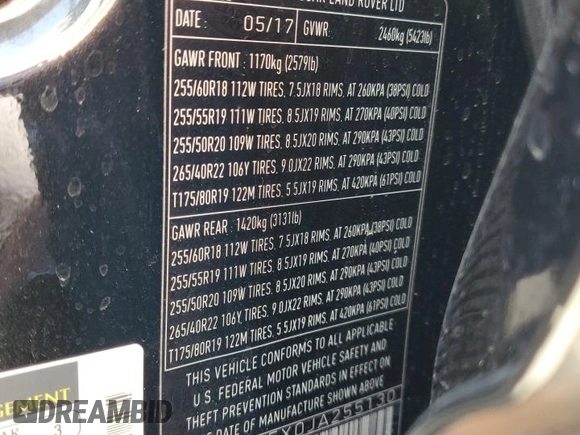 LAND ROVER LTD
DATE : 05/17 GVWR: 2460kg (5423lb)
GAWR FRONT : 1170kg (2579lb)
255/60R18 112W TIRES, 7.5JX18 RIMS, AT 260KPA (38PSI) COLD
255/55R19 111W TIRES, 8.5JX19 RIMS, AT 270KPA (40PSI) COLD
255/50R20 109W TIRES, 8.5JX20 RIMS, AT 290KPA (43PSI) COLD
265/40R22 106Y TIRES, 9.0JX22 RIMS, AT 290KPA (43PSI) COLD
T175/80R19 122M TIRES, 5.5JX19 RIMS, AT 420KPA (61PSI) COLD
GAWR REAR : 1420kg (3131lb)
255/60R18 112W TIRES, 7.5JX18 RIMS, AT 260KPA (38PSI) COLD
255/55R19 111W TIRES, 8.5JX19 RIMS, AT 270KPA (40PSI) COLD
255/50R20 109W TIRES, 8.5JX20 RIMS, AT 290KPA (43PSI) COLD
265/40R22 106Y TIRES, 9.0JX22 RIMS, AT 290KPA (43PSI) COLD
T175/80R19 122M TIRES, 5.5JX19 RIMS, AT 420KPA (61PSI) COLD
THIS VEHICLE CONFORMS TO ALL APPLICABLE
U.S. FEDERAL MOTOR VEHICLE SAFETY AND
THEFT PREVENTION STANDARDS IN EFFECT
DATE OF MANUFACTURE SHOWN ABOVE
0JA255130
GEMENT
3
DREAMBID